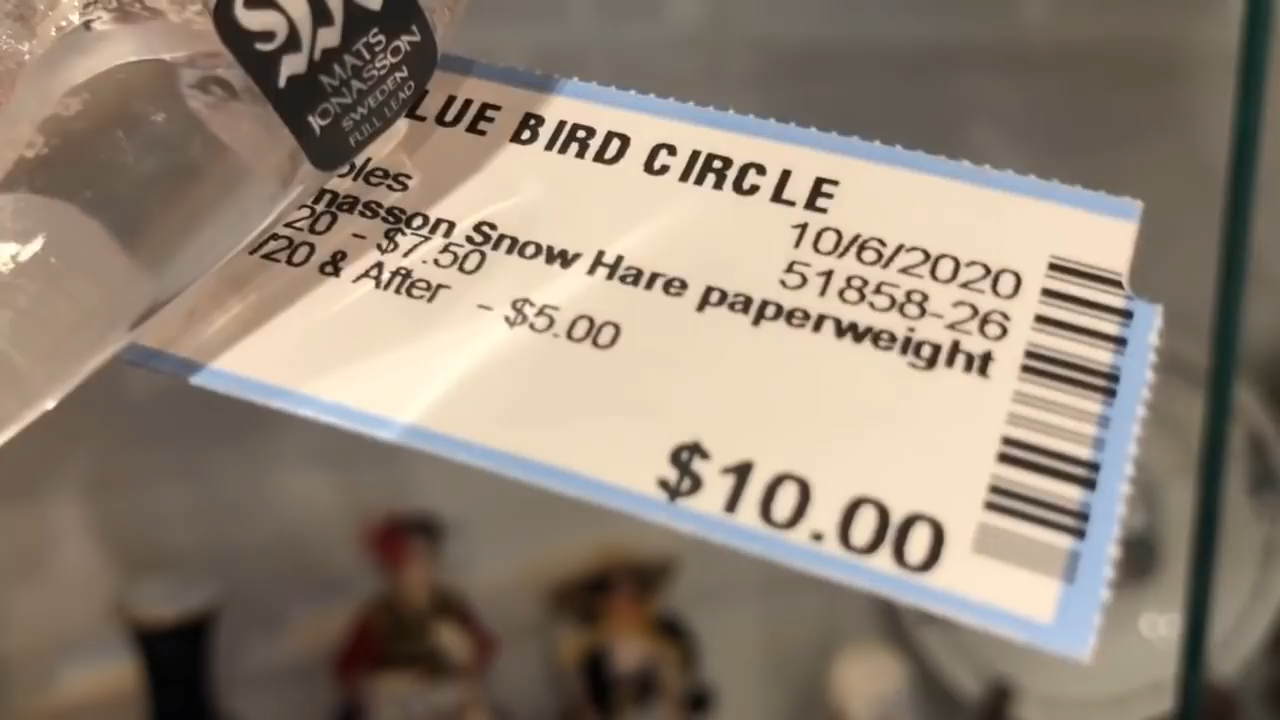 MATS
JONASSON
SWEDEN
FULL LEAD
LUE BIRD CIRCLE
10/6/2020
oles
51858-26
nasson Snow Hare paperweight
20 - $7.50
/20 & After - $5.00
$10.00